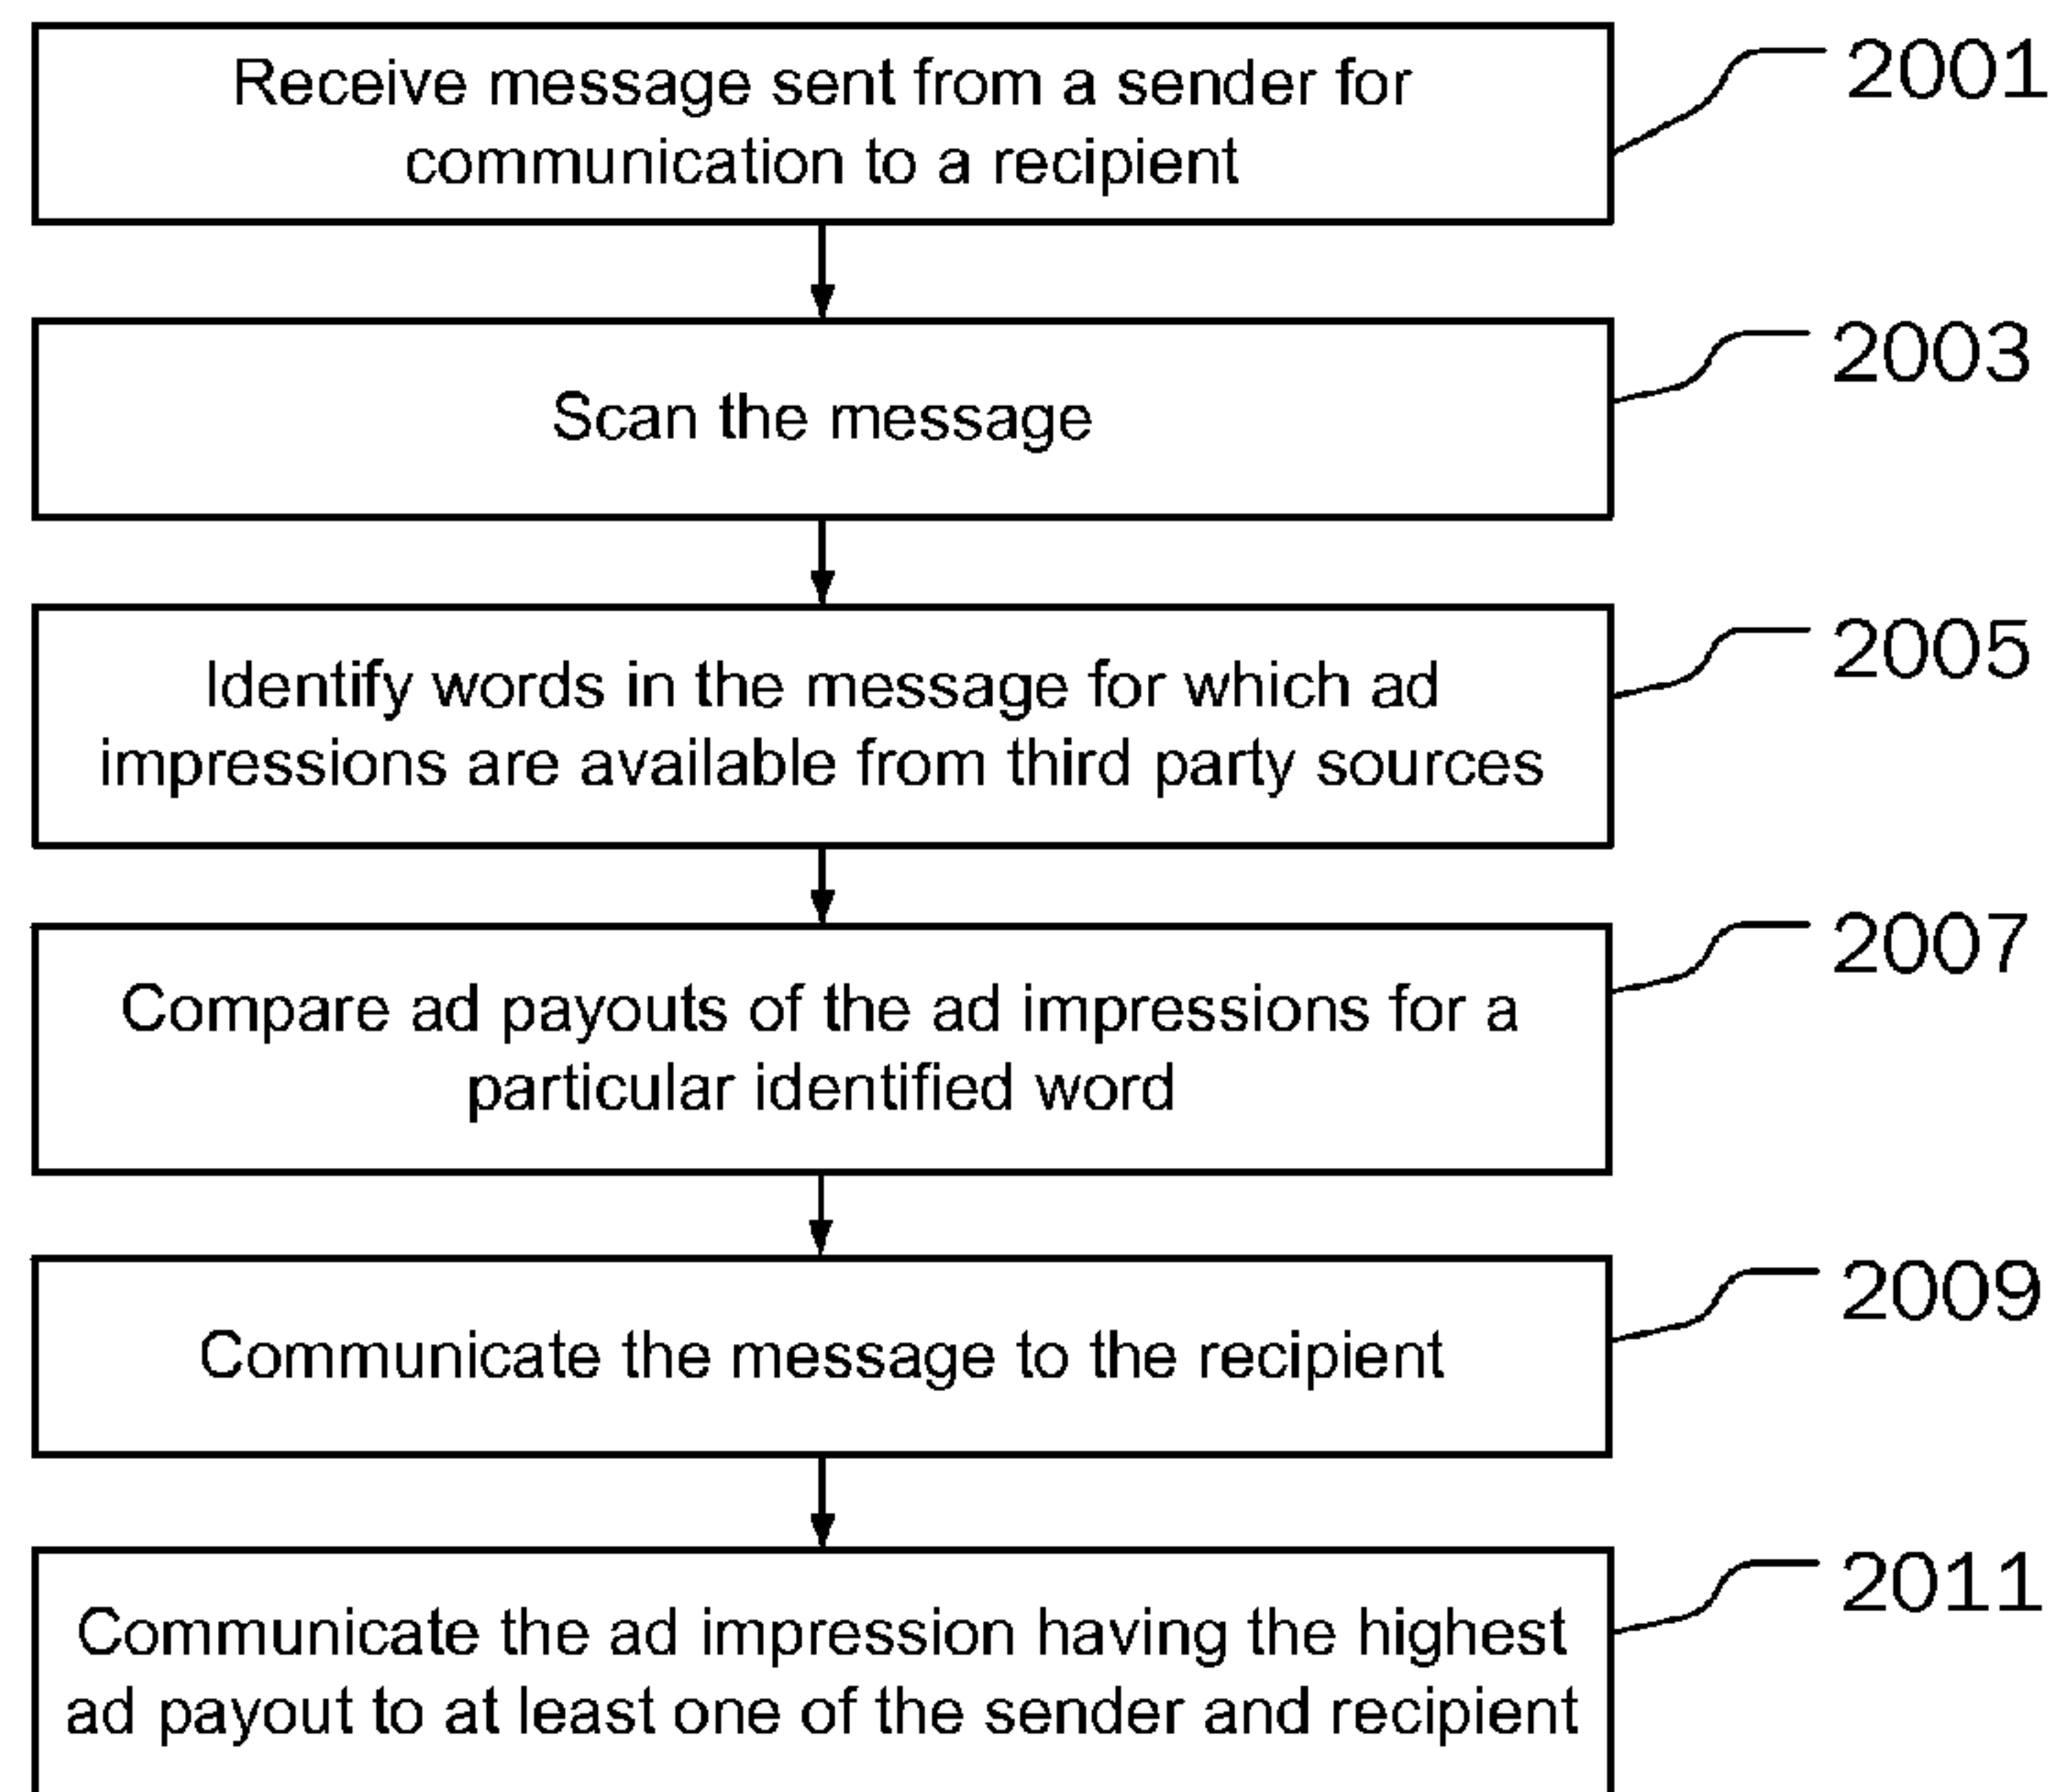 Receive message sent from a sender for
communication to a recipient
2001
Scan the message
2003
Identify words in the message for which ad
impressions are available from third party sources
2005
Compare ad payouts of the ad impressions for a
particular identified word
2007
Communicate the message to the recipient
2009
Communicate the ad impression having the highest
ad payout to at least one of the sender and recipient
2011